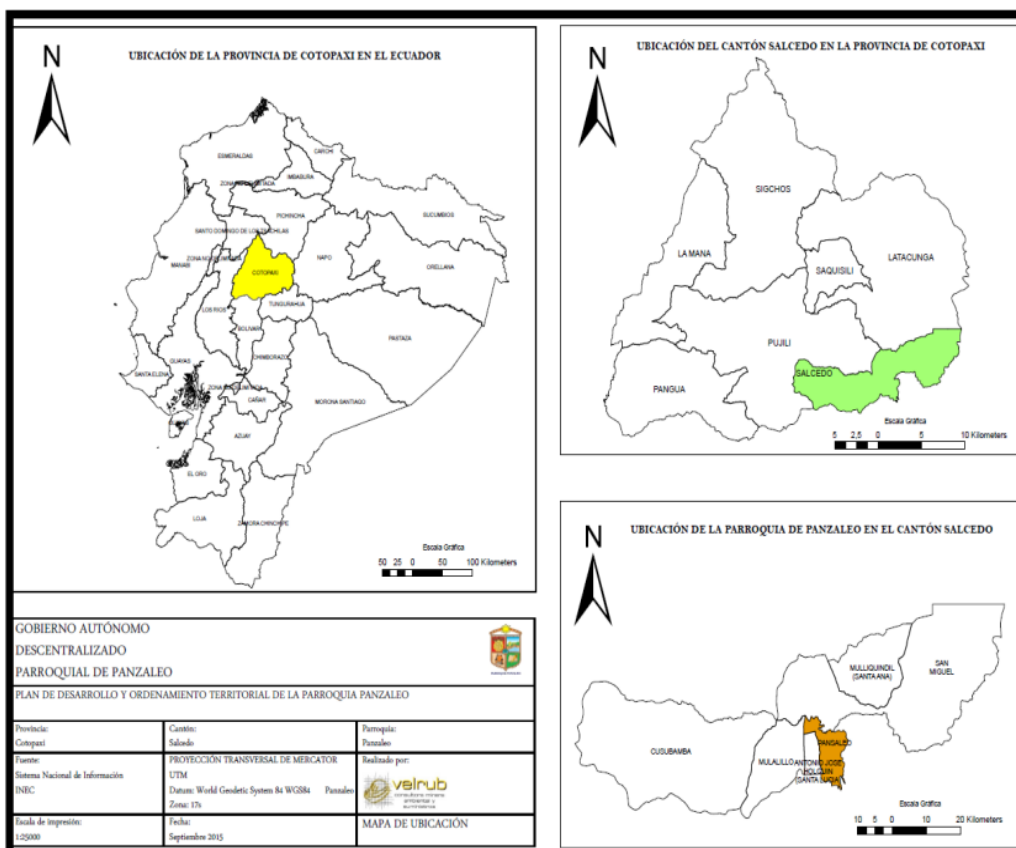 UBICACIÓN DE LA PROVINCIA DE COTOPAXI EN EL ECUADOR
N
CARCHI
ESMERALDAS
IMBABURA
SUCUMBIOS
PICHINCHA
SANTO DOMINGO DE LOS TSACHILAS
NAPO
ORELLANA
MANABI
COTOPAXI
TUNGURAHUA
LOS RIOS
BOLIVAR
PASTAZA
CHIMBORAZO
GUAYAS
SANTA ELENA
CAÑAR
MORONA SANTIAGO
AZUAY
EL ORO
LOJA
ZAMORA CHINCHIPE
Escala Gráfica
50 25 0 50 100 Kilometers
UBICACIÓN DEL CANTÓN SALCEDO EN LA PROVINCIA DE COTOPAXI
N
SIGCHOS
LA MANA
SAQUISILI
LATACUNGA
PUJILI
SALCEDO
PANGUA
Escala Gráfica
5 2,5 0 5 10 Kilometers
UBICACIÓN DE LA PARROQUIA DE PANZALEO EN EL CANTÓN SALCEDO
N
MULLIQUINDIL
(SANTA ANA)
SAN
MIGUEL
CUSUBAMBA
PANSALEO
MULALILLO
ANTONIO JOSE
HOLGUIN
(SANTA LUCIA)
Escala Gráfica
10 5 0 10 20 Kilometers
GOBIERNO AUTÓNOMO
DESCENTRALIZADO
PARROQUIAL DE PANZALEO
PLAN DE DESARROLLO Y ORDENAMIENTO TERRITORIAL DE LA PARROQUIA PANZALEO
Provincia:
Cotopaxi
Cantón:
Salcedo
Parroquia:
Panzaleo
Fuente:
Sistema Nacional de Información
INEC
PROYECCIÓN TRANSVERSAL DE MERCATOR
UTM
Datum: World Geodetic System 84 WGS84 Panzaleo
Zona: 17s
Realizado por:
velrub
Escala de impresión:
1:25000
Fecha:
Septiembre 2015
MAPA DE UBICACIÓN